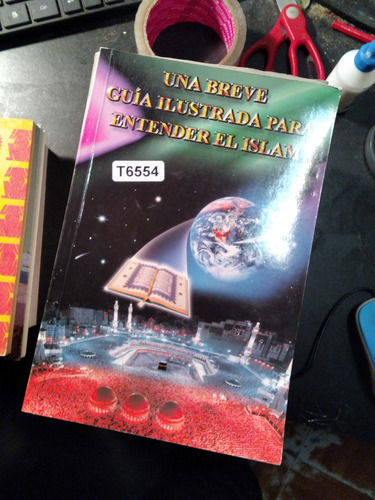 UNA BREVE
GUÍA ILUSTRADA PARA
ENTENDER EL ISLAM
T6554